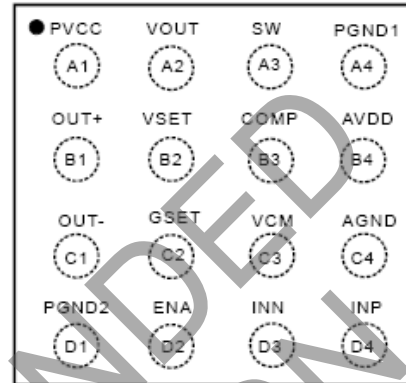 PVCC VOUT SW PGND1
A1 A2 A3 A4
OUT+ VSET COMP AVDD
B1 B2 B3 B4
OUT- GSET VCM AGND
C1 C2 C3 C4
PGND2 ENA INN INP
D1 D2 D3 D4